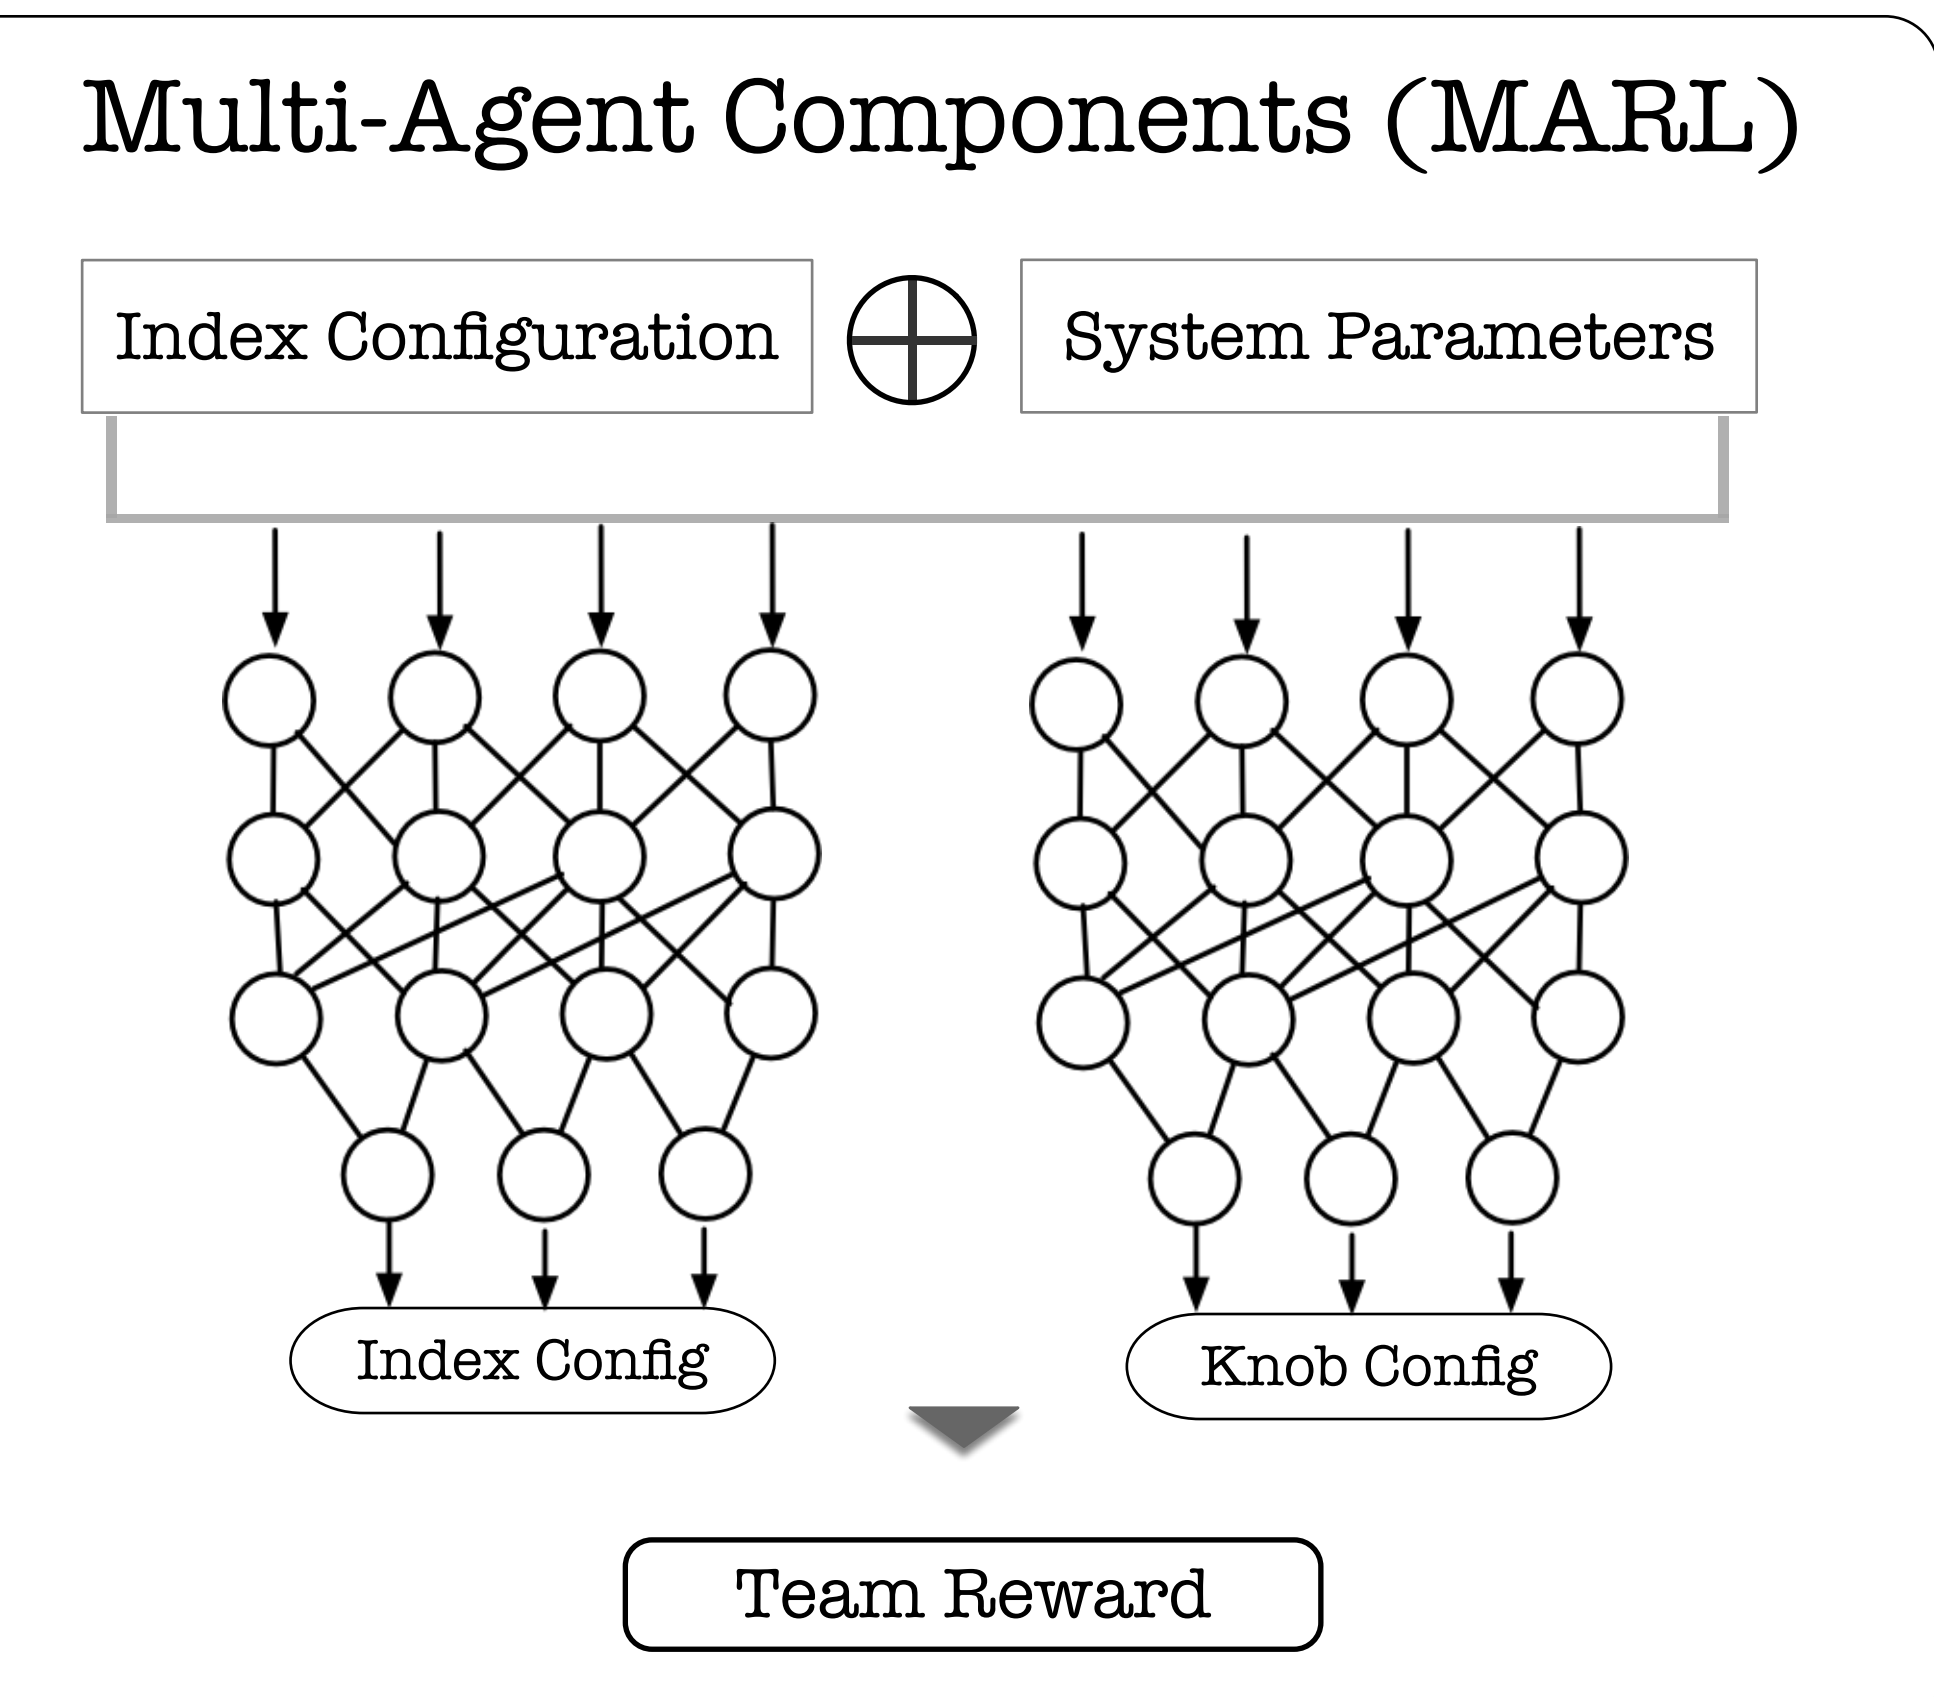 Multi-Agent Components (MARL)
Index Configuration
System Parameters
Index Config
Knob Config
Team Reward